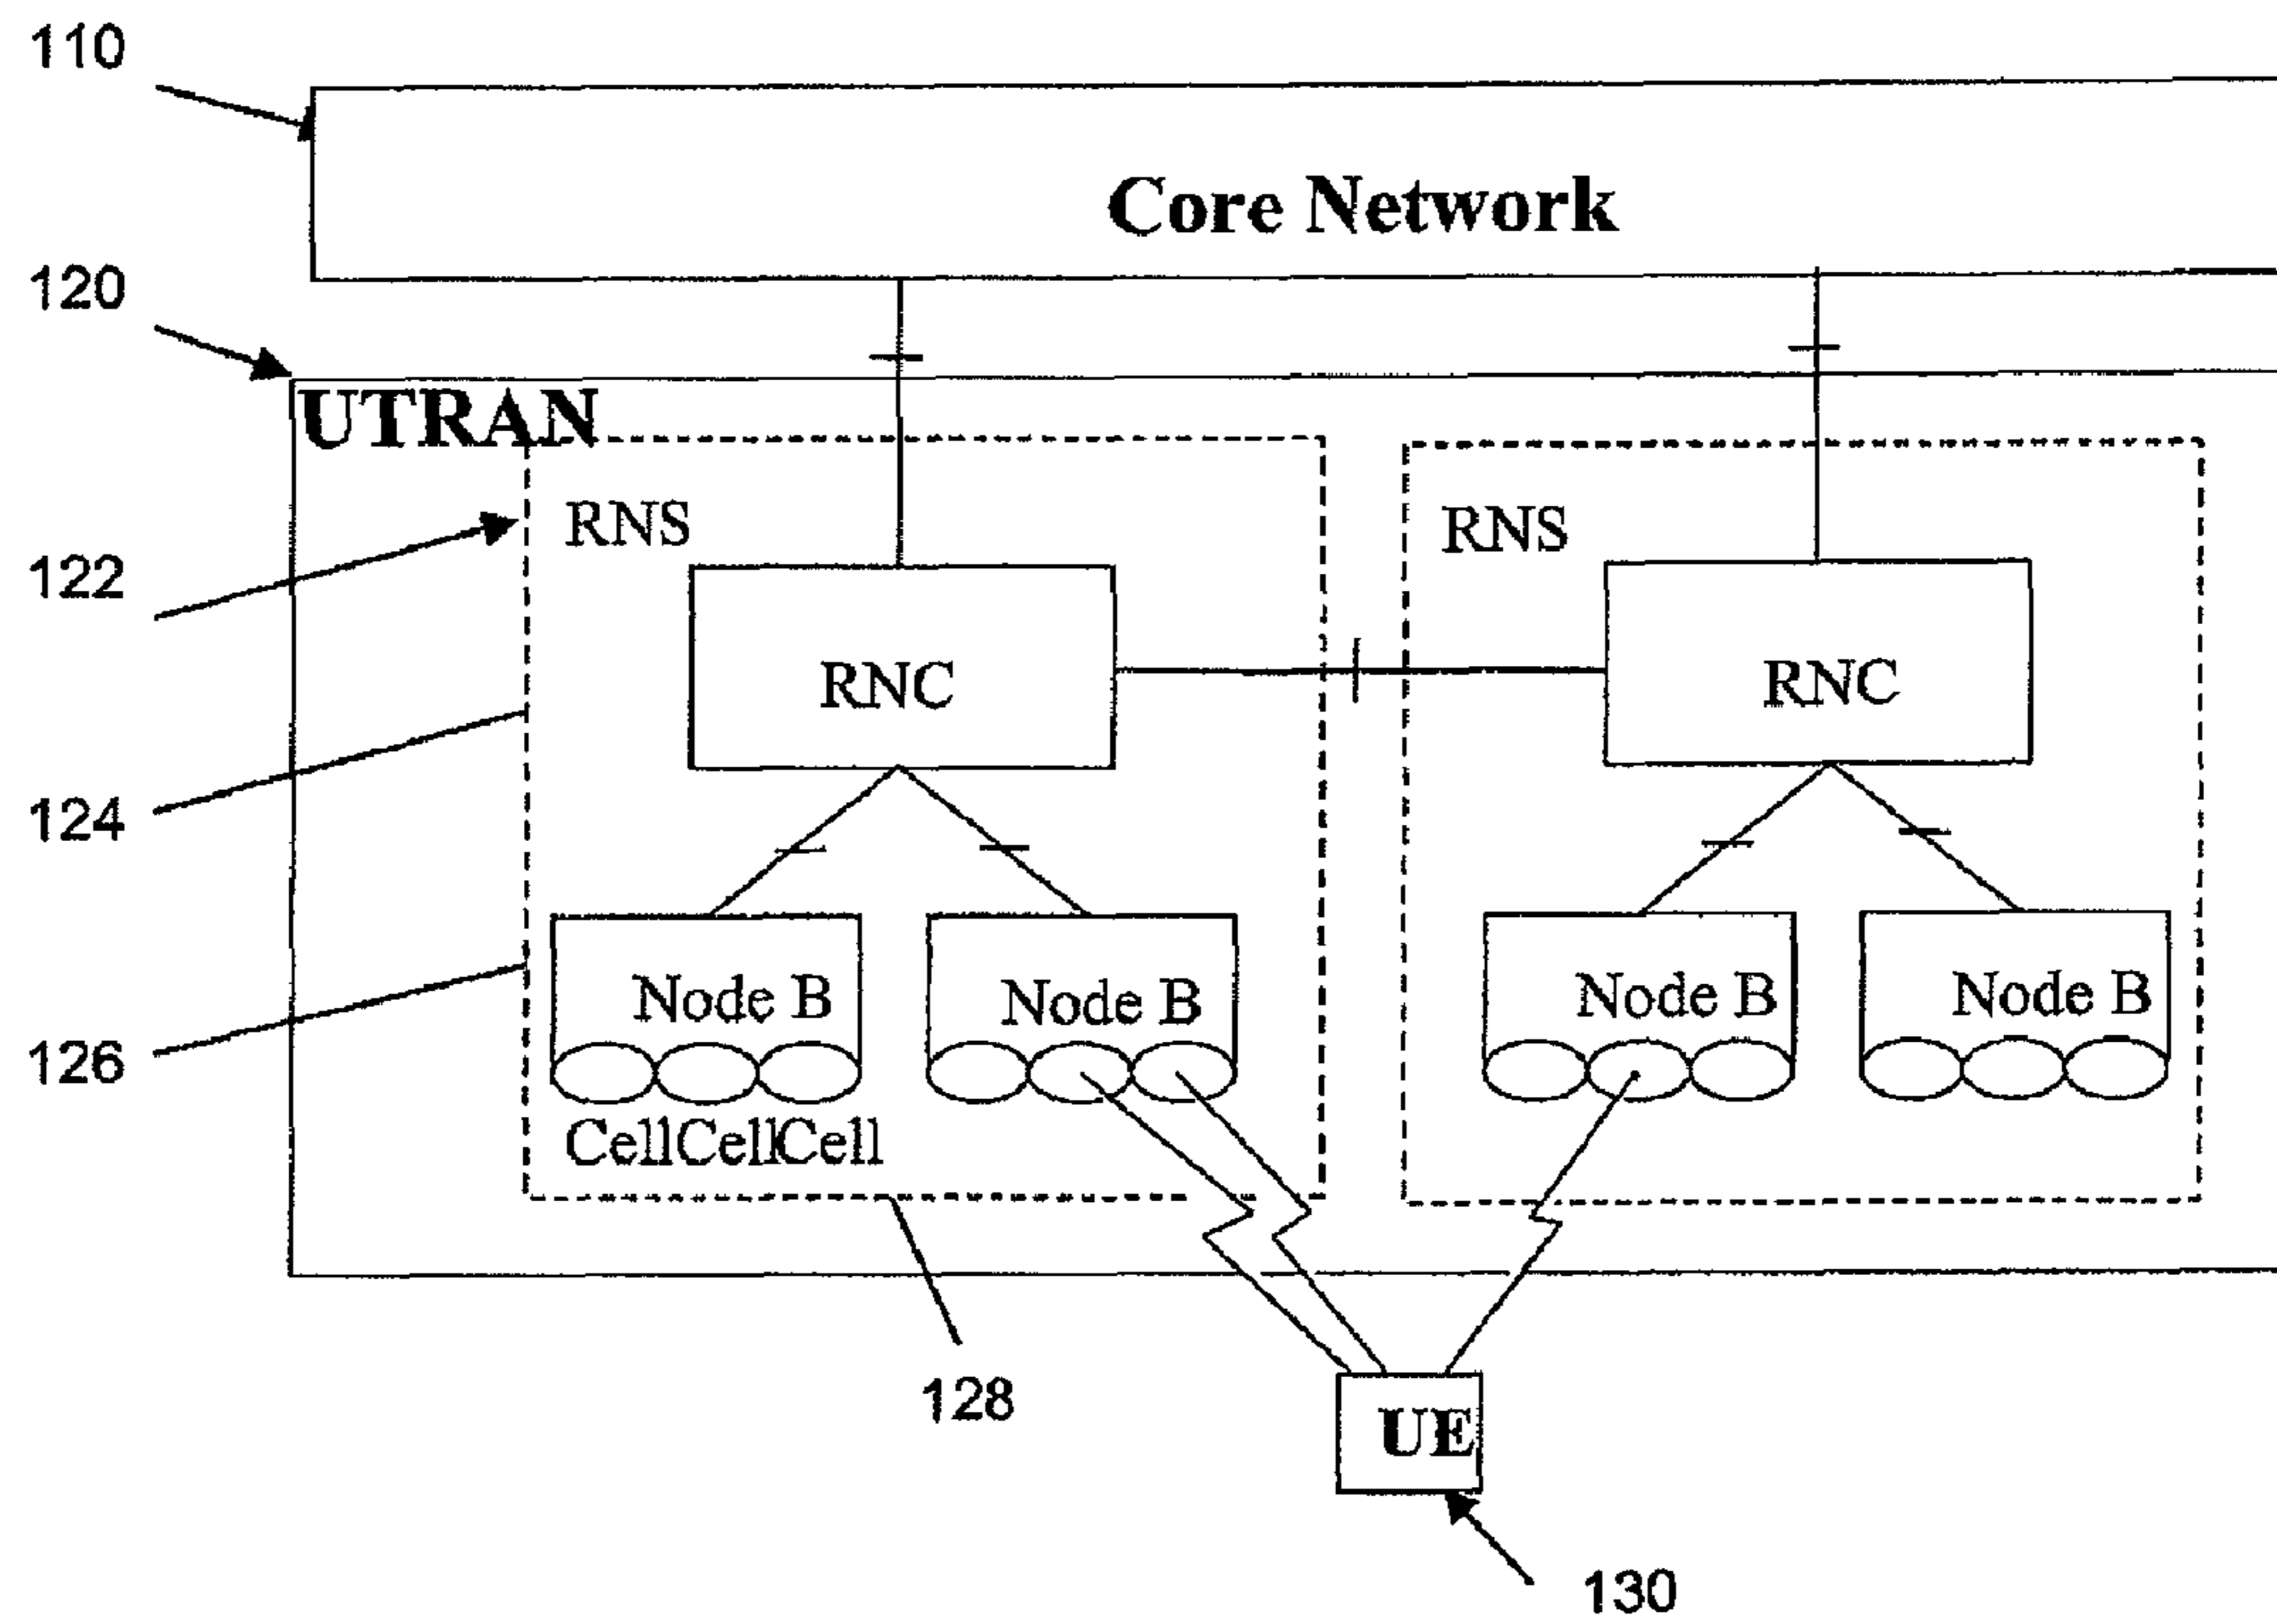 110
Core Network
120
UTRAN
RNS
RNS
122
RNC
RNC
124
Node B
Node B
Node B
Node B
126
CellCellCell
128
UE
130